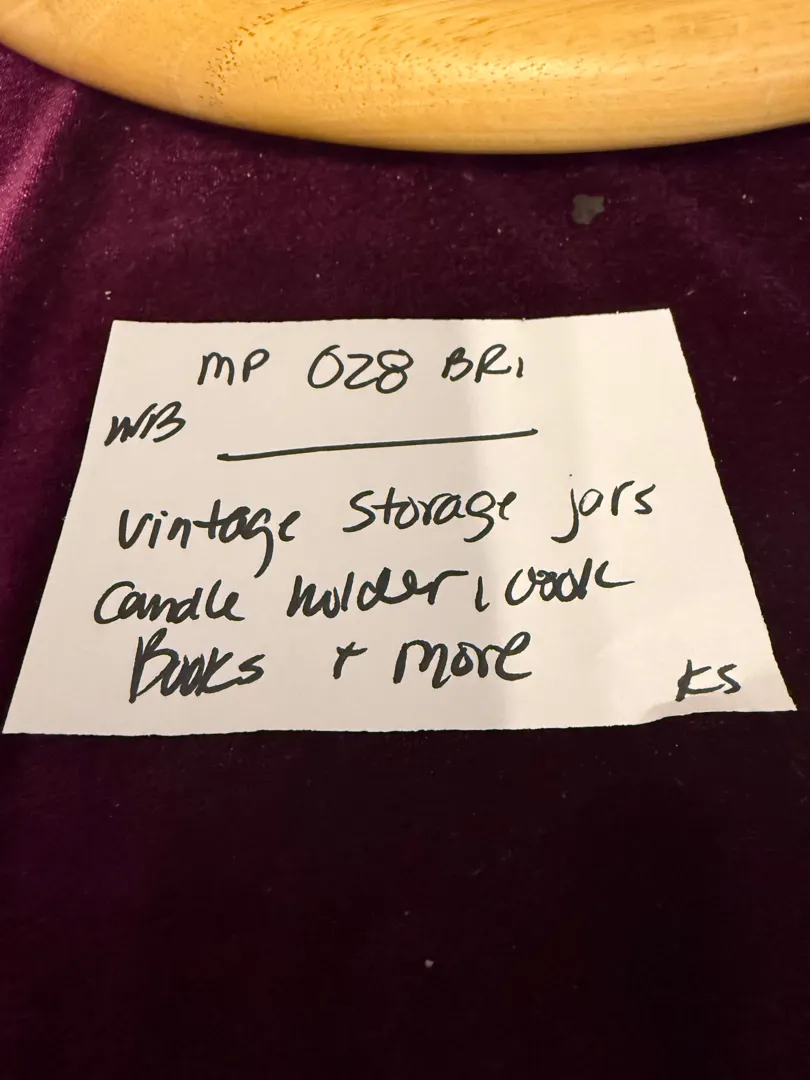 MP 028 BR1
WB
vintage storage jars
candle holder, cook
Books + more
KS